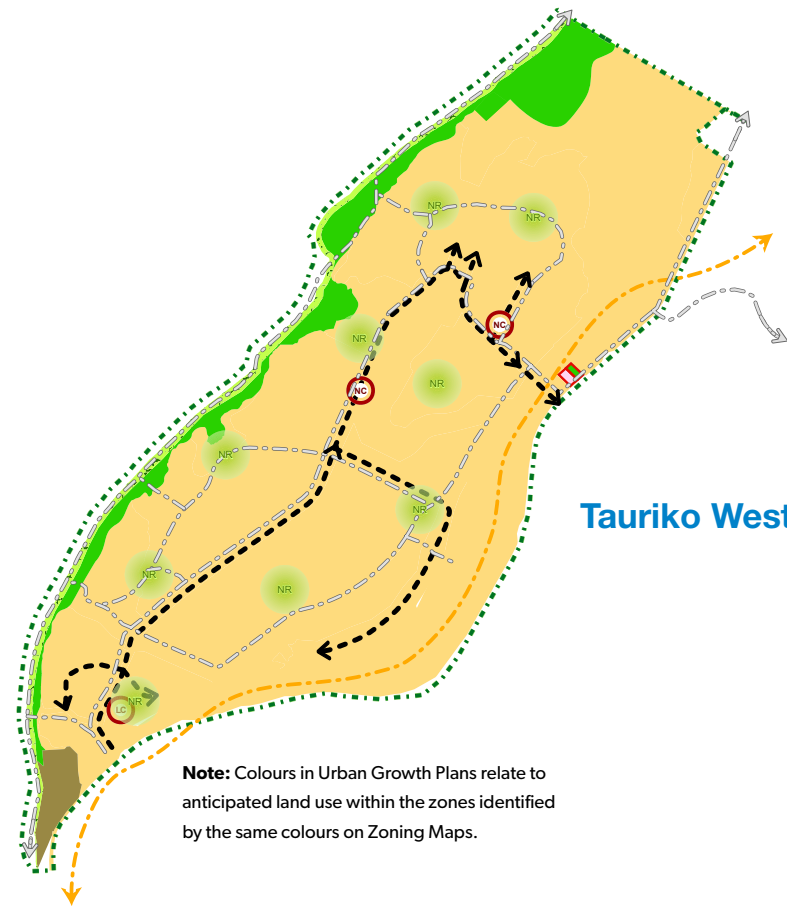 NR
NR
NC
NR
NC
NR
NR
NR
Tauriko West
NR
NR
NR
LC
Note: Colours in Urban Growth Plans relate to
anticipated land use within the zones identified
by the same colours on Zoning Maps.